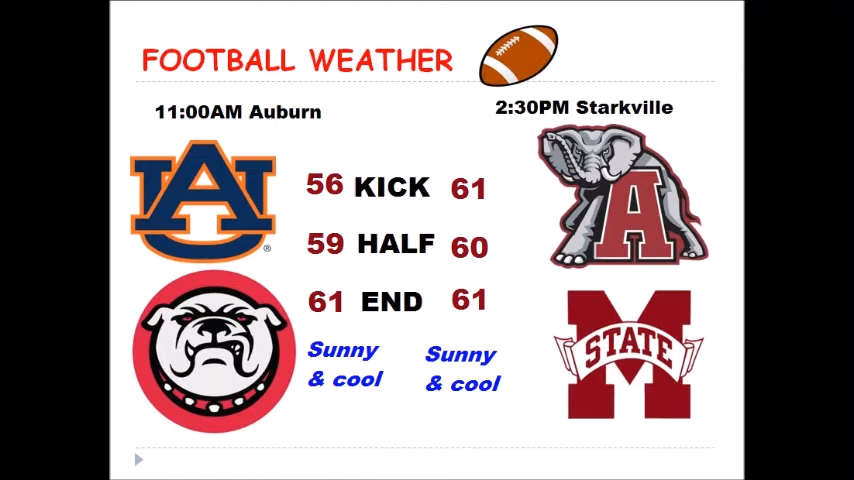 FOOTBALL WEATHER
11:00AM Auburn
2:30PM Starkville
AU
®
A
56 KICK 61
59 HALF 60
61 END 61
M
STATE
Sunny
& cool
Sunny
& cool